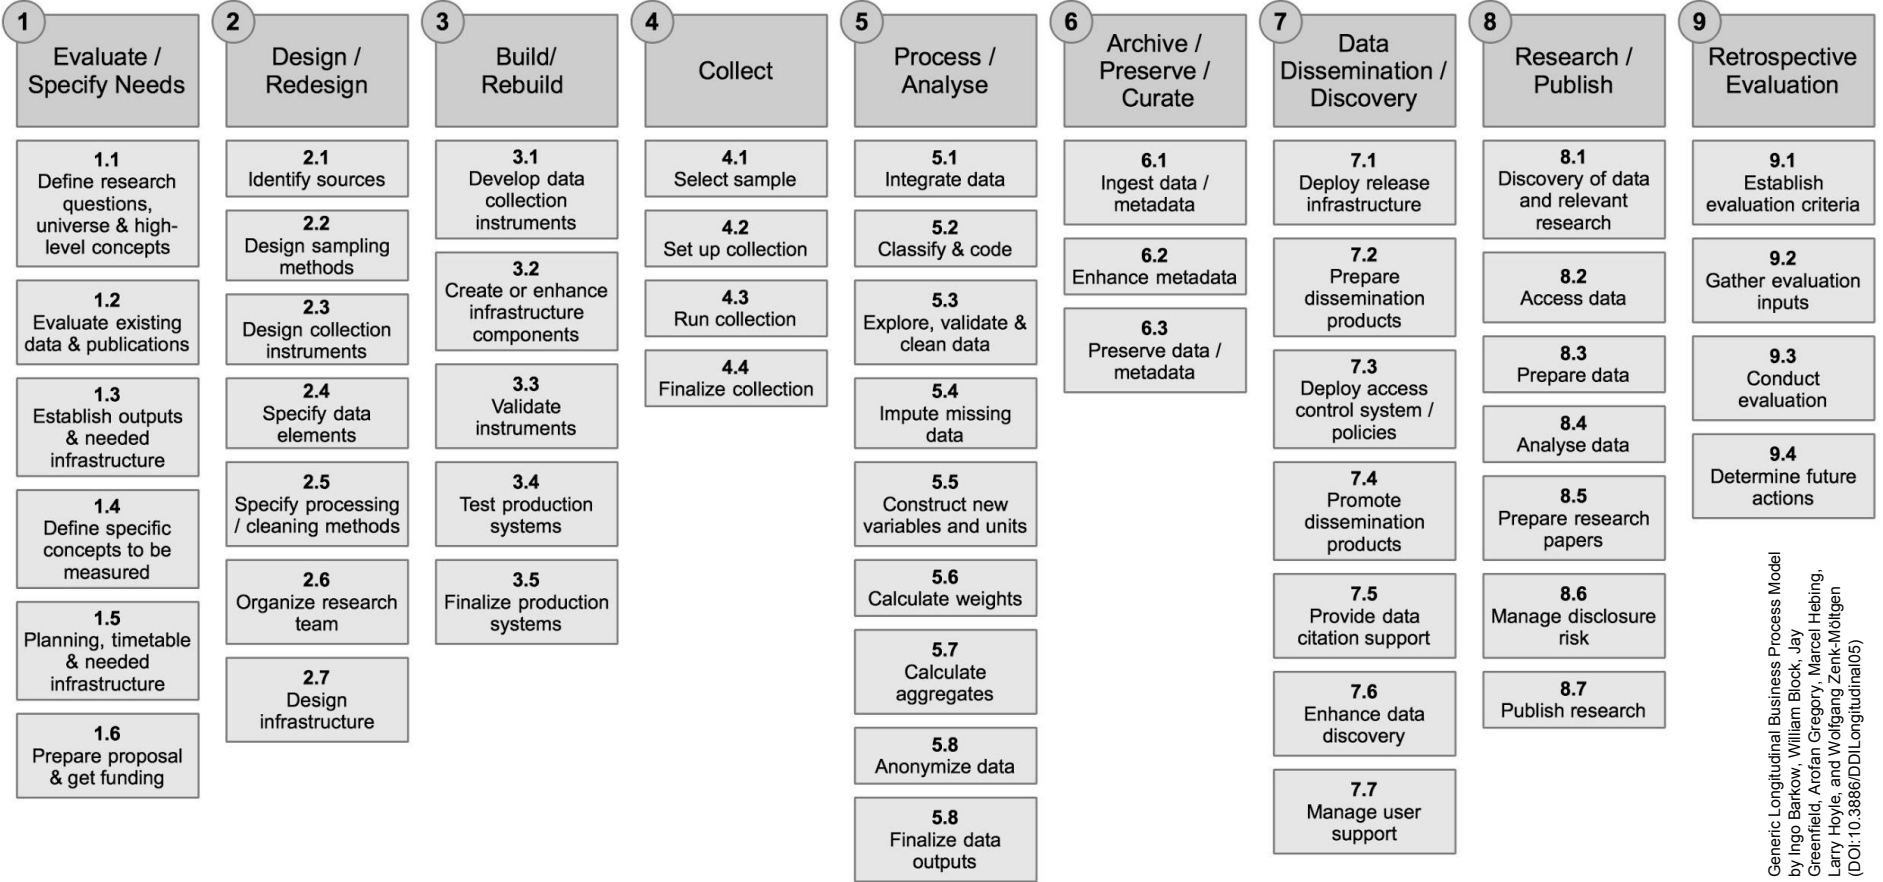 1
Evaluate /
Specify Needs
1.1
Define research
questions,
universe & high-
level concepts
1.2
Evaluate existing
data & publications
1.3
Establish outputs
& needed
infrastructure
1.4
Define specific
concepts to be
measured
1.5
Planning, timetable
& needed
infrastructure
1.6
Prepare proposal
& get funding
2
Design /
Redesign
2.1
Identify sources
2.2
Design sampling
methods
2.3
Design collection
instruments
2.4
Specify data
elements
2.5
Specify processing
/ cleaning methods
2.6
Organize research
team
2.7
Design
infrastructure
3
Build/
Rebuild
3.1
Develop data
collection
instruments
3.2
Create or enhance
infrastructure
components
3.3
Validate
instruments
3.4
Test production
systems
3.5
Finalize production
systems
4
Collect
4.1
Select sample
4.2
Set up collection
4.3
Run collection
4.4
Finalize collection
5
Process /
Analyse
5.1
Integrate data
5.2
Classify & code
5.3
Explore, validate &
clean data
5.4
Impute missing
data
5.5
Construct new
variables and units
5.6
Calculate weights
5.7
Calculate
aggregates
5.8
Anonymize data
5.8
Finalize data
outputs
6
Archive /
Preserve /
Curate
6.1
Ingest data /
metadata
6.2
Enhance metadata
6.3
Preserve data /
metadata
7
Data
Dissemination /
Discovery
7.1
Deploy release
infrastructure
7.2
Prepare
dissemination
products
7.3
Deploy access
control system /
policies
7.4
Promote
dissemination
products
7.5
Provide data
citation support
7.6
Enhance data
discovery
7.7
Manage user
support
8
Research /
Publish
8.1
Discovery of data
and relevant
research
8.2
Access data
8.3
Prepare data
8.4
Analyse data
8.5
Prepare research
papers
8.6
Manage disclosure
risk
8.7
Publish research
9
Retrospective
Evaluation
9.1
Establish
evaluation criteria
9.2
Gather evaluation
inputs
9.3
Conduct
evaluation
9.4
Determine future
actions
Generic Longitudinal Business Process Model
by Ingo Barkow, William Block, Jay
Greenfield, Arofan Gregory, Marcel Hebing,
Larry Hoyle, and Wolfgang Zenk-Möltgen
(DOI:10.3886/DDILongitudinal05)